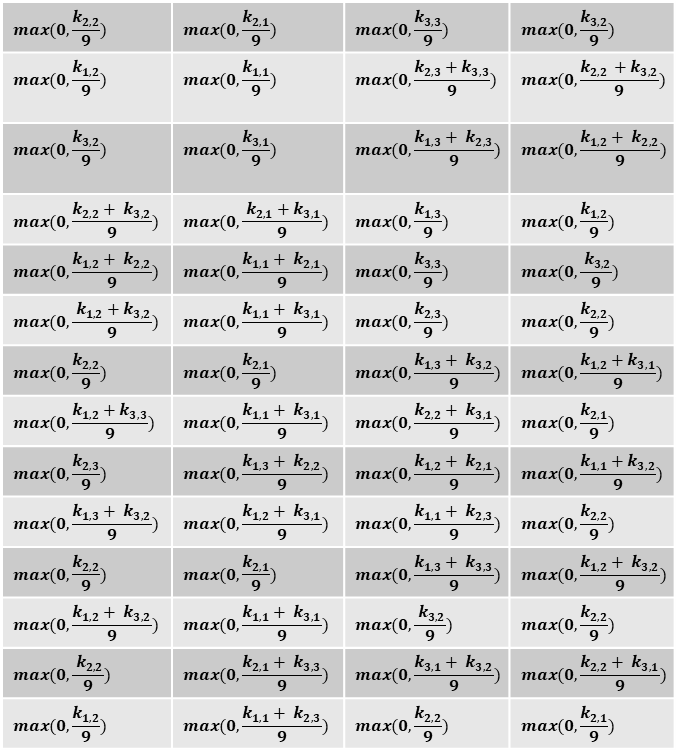 max(0, k2,2/9) max(0, k2,1/9) max(0, k3,3/9) max(0, k3,2/9)
max(0, k1,2/9) max(0, k1,1/9) max(0, k2,3 + k3,3/9) max(0, k2,2 + k3,2/9)
max(0, k3,2/9) max(0, k3,1/9) max(0, k1,3 + k2,3/9) max(0, k1,2 + k2,2/9)
max(0, k2,2 + k3,2/9) max(0, k2,1 + k3,1/9) max(0, k1,3/9) max(0, k1,2/9)
max(0, k1,2 + k2,2/9) max(0, k1,1 + k2,1/9) max(0, k3,3/9) max(0, k3,2/9)
max(0, k1,2 + k3,2/9) max(0, k1,1 + k3,1/9) max(0, k2,3/9) max(0, k2,2/9)
max(0, k2,2/9) max(0, k2,1/9) max(0, k1,3 + k3,2/9) max(0, k1,2 + k3,1/9)
max(0, k1,2 + k3,3/9) max(0, k1,1 + k3,1/9) max(0, k2,2 + k3,1/9) max(0, k2,1/9)
max(0, k2,3/9) max(0, k1,3 + k2,2/9) max(0, k1,2 + k2,1/9) max(0, k1,1 + k3,2/9)
max(0, k1,3 + k3,2/9) max(0, k1,2 + k3,1/9) max(0, k1,1 + k2,3/9) max(0, k2,2/9)
max(0, k2,2/9) max(0, k2,1/9) max(0, k1,3 + k3,3/9) max(0, k1,2 + k3,2/9)
max(0, k1,2 + k3,2/9) max(0, k1,1 + k3,1/9) max(0, k3,2/9) max(0, k2,2/9)
max(0, k2,2/9) max(0, k2,1 + k3,3/9) max(0, k3,1 + k3,2/9) max(0, k2,2 + k3,1/9)
max(0, k1,2/9) max(0, k1,1 + k2,3/9) max(0, k2,2/9) max(0, k2,1/9)